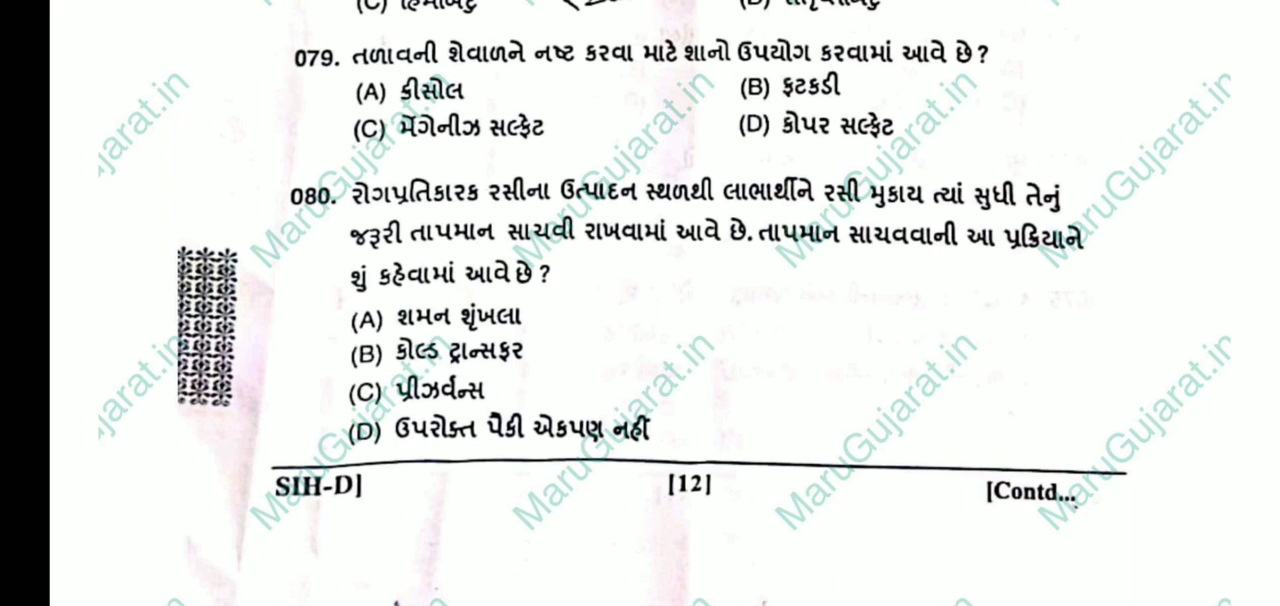 079. તળાવની શેવાળને નષ્ટ કરવા માટે શાનો ઉપયોગ કરવામાં આવે છે?
(A) ક્રીસોલ (B) ફટકડી
(C) મેંગેનીઝ સલ્ફેટ (D) કોપર સલ્ફેટ
080. રોગપ્રતિકારક રસીના ઉત્પાદન સ્થળથી લાભાર્થીને રસી મુકાય ત્યાં સુધી તેનું
જરૂરી તાપમાન સાચવી રાખવામાં આવે છે. તાપમાન સાચવવાની આ પ્રક્રિયાને
શું કહેવામાં આવે છે?
(A) શમન શૃંખલા
(B) કોલ્ડ ટ્રાન્સફર
(C) પ્રીઝર્વન્સ
(D) ઉપરોક્ત પૈકી એકપણ નહીં
SIH-D] [12] [Contd...
MaruGujarat.in